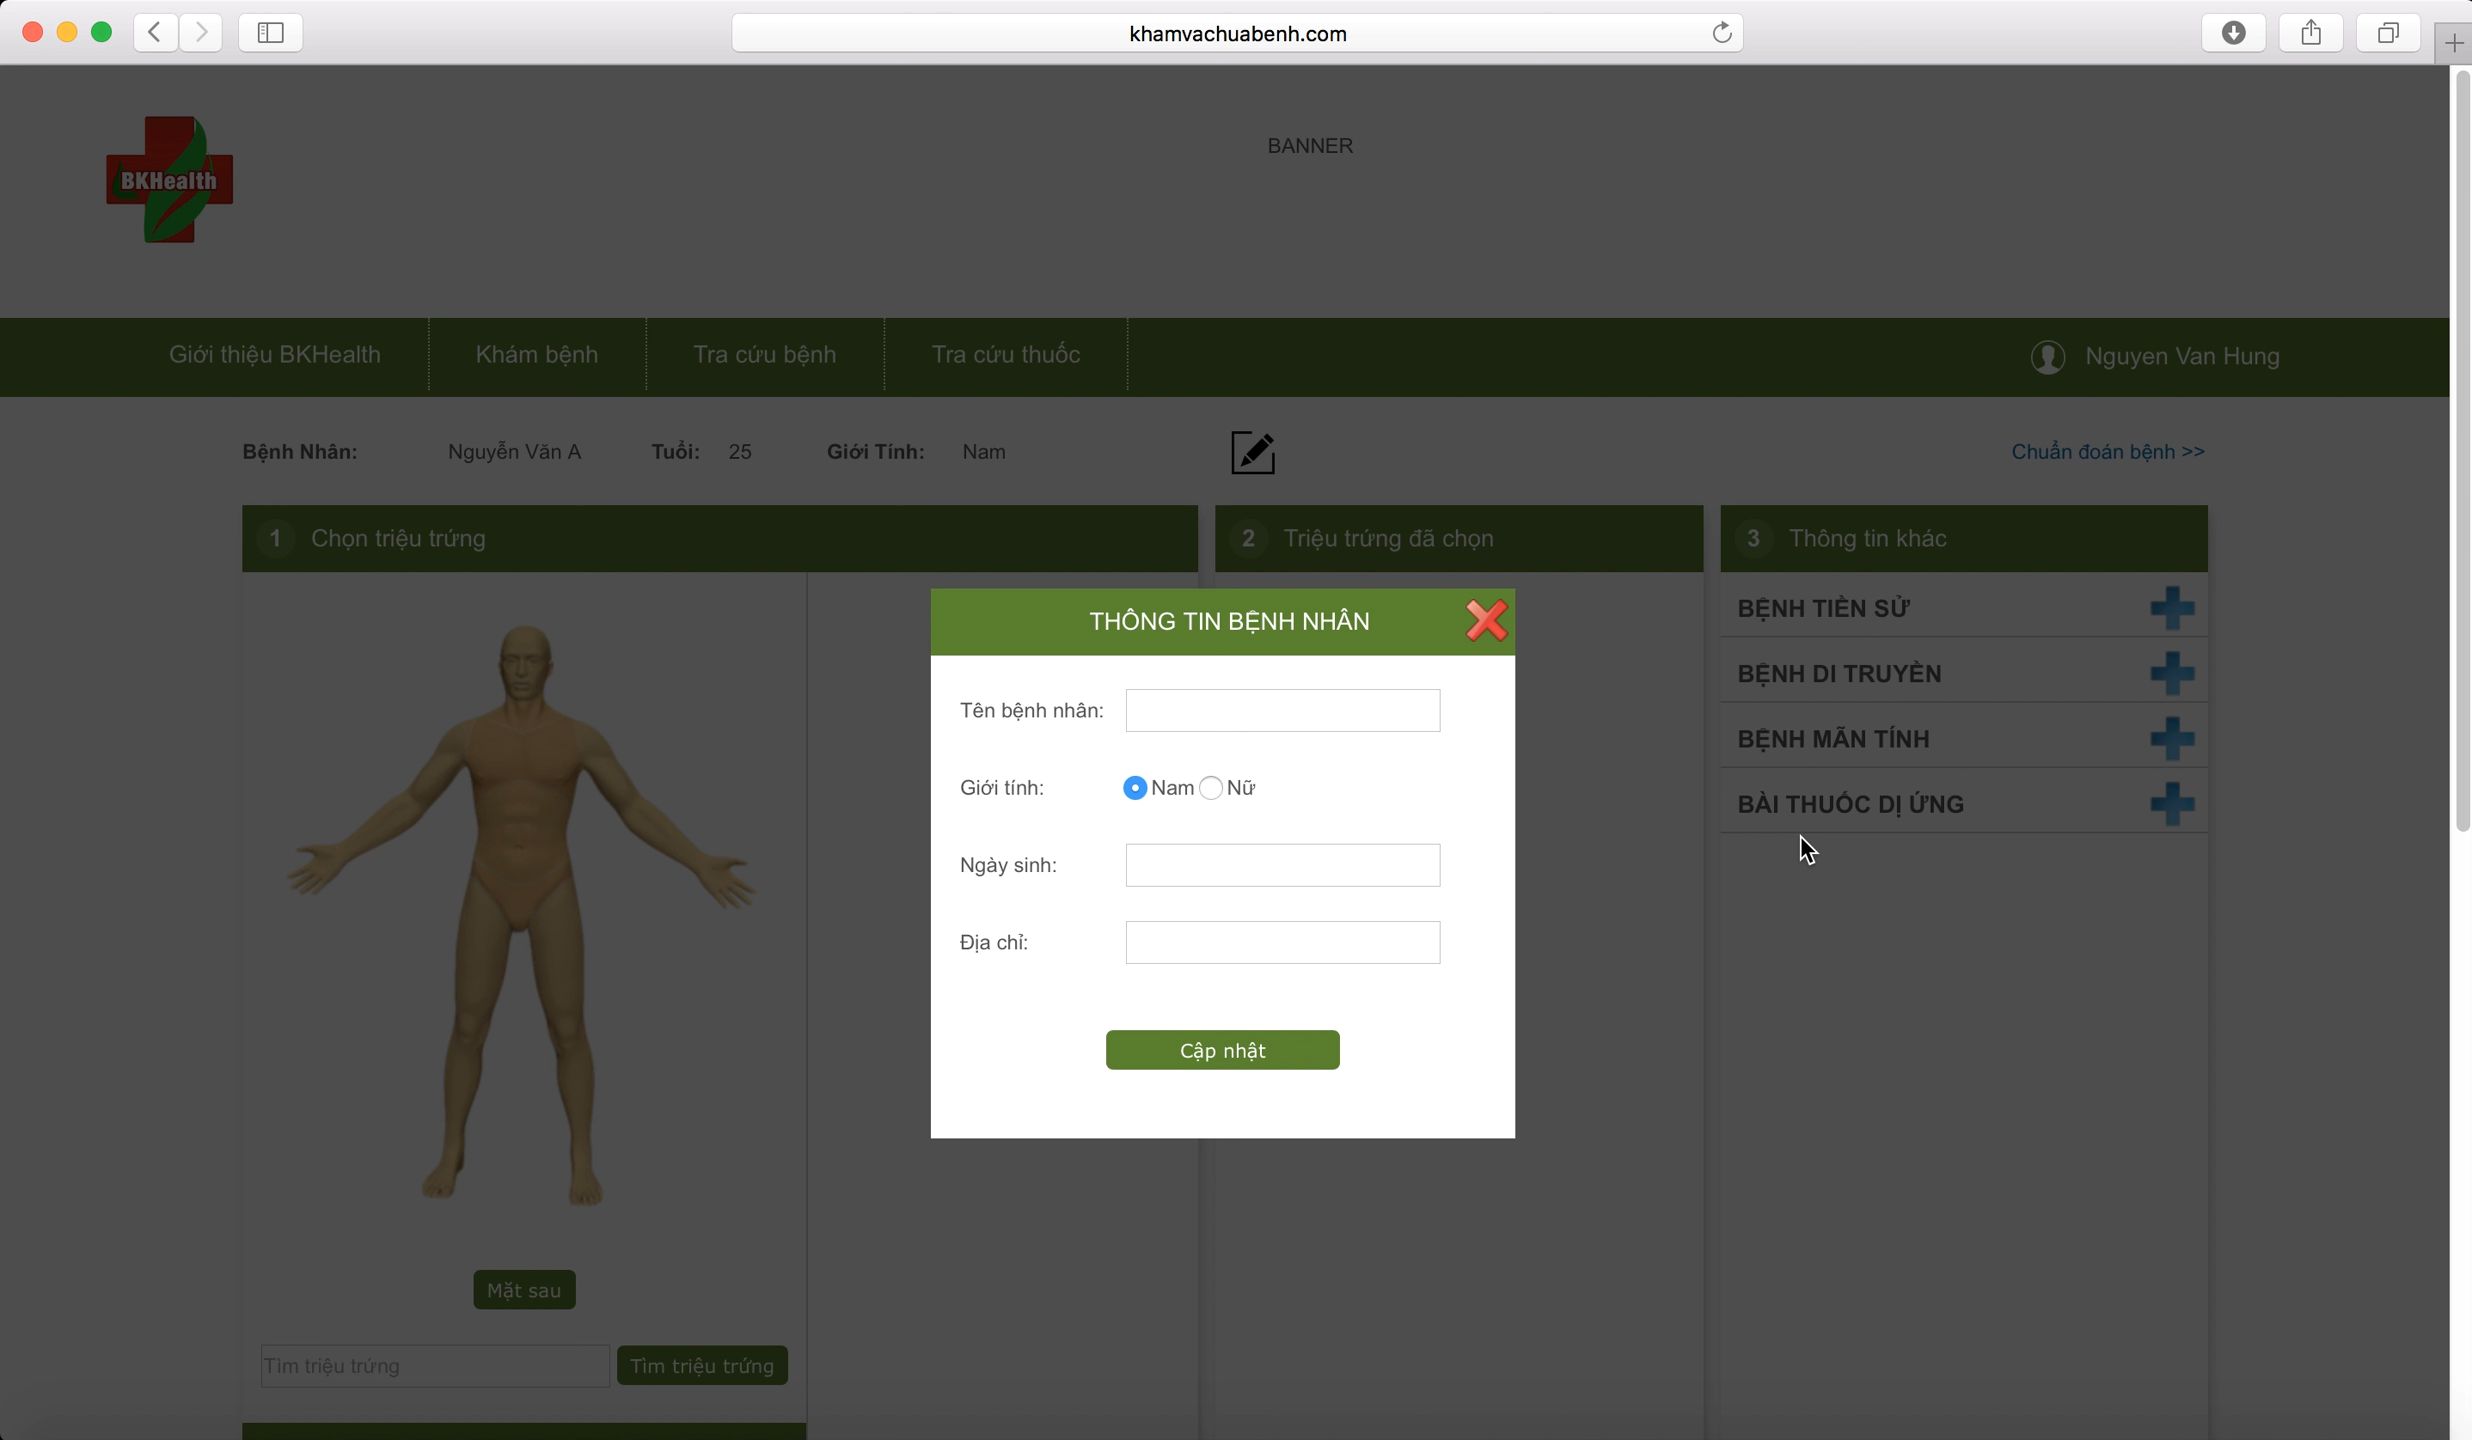 khamvachuabenh.com
BKHealth
BANNER
Giới thiệu BKHealth
Khám bệnh
Tra cứu bệnh
Tra cứu thuốc
Nguyen Van Hung
Bệnh Nhân: Nguyễn Văn A Tuổi: 25 Giới Tính: Nam
Chuẩn đoán bệnh >>
1 Chọn triệu trứng
2 Triệu trứng đã chọn
3 Thông tin khác
BỆNH TIỀN SỬ
BỆNH DI TRUYỀN
BỆNH MÃN TÍNH
BÀI THUỐC DỊ ỨNG
THÔNG TIN BỆNH NHÂN
Tên bệnh nhân:
Giới tính: Nam Nữ
Ngày sinh:
Địa chỉ:
Cập nhật
Mặt sau
Tìm triệu trứng
Tìm triệu trứng